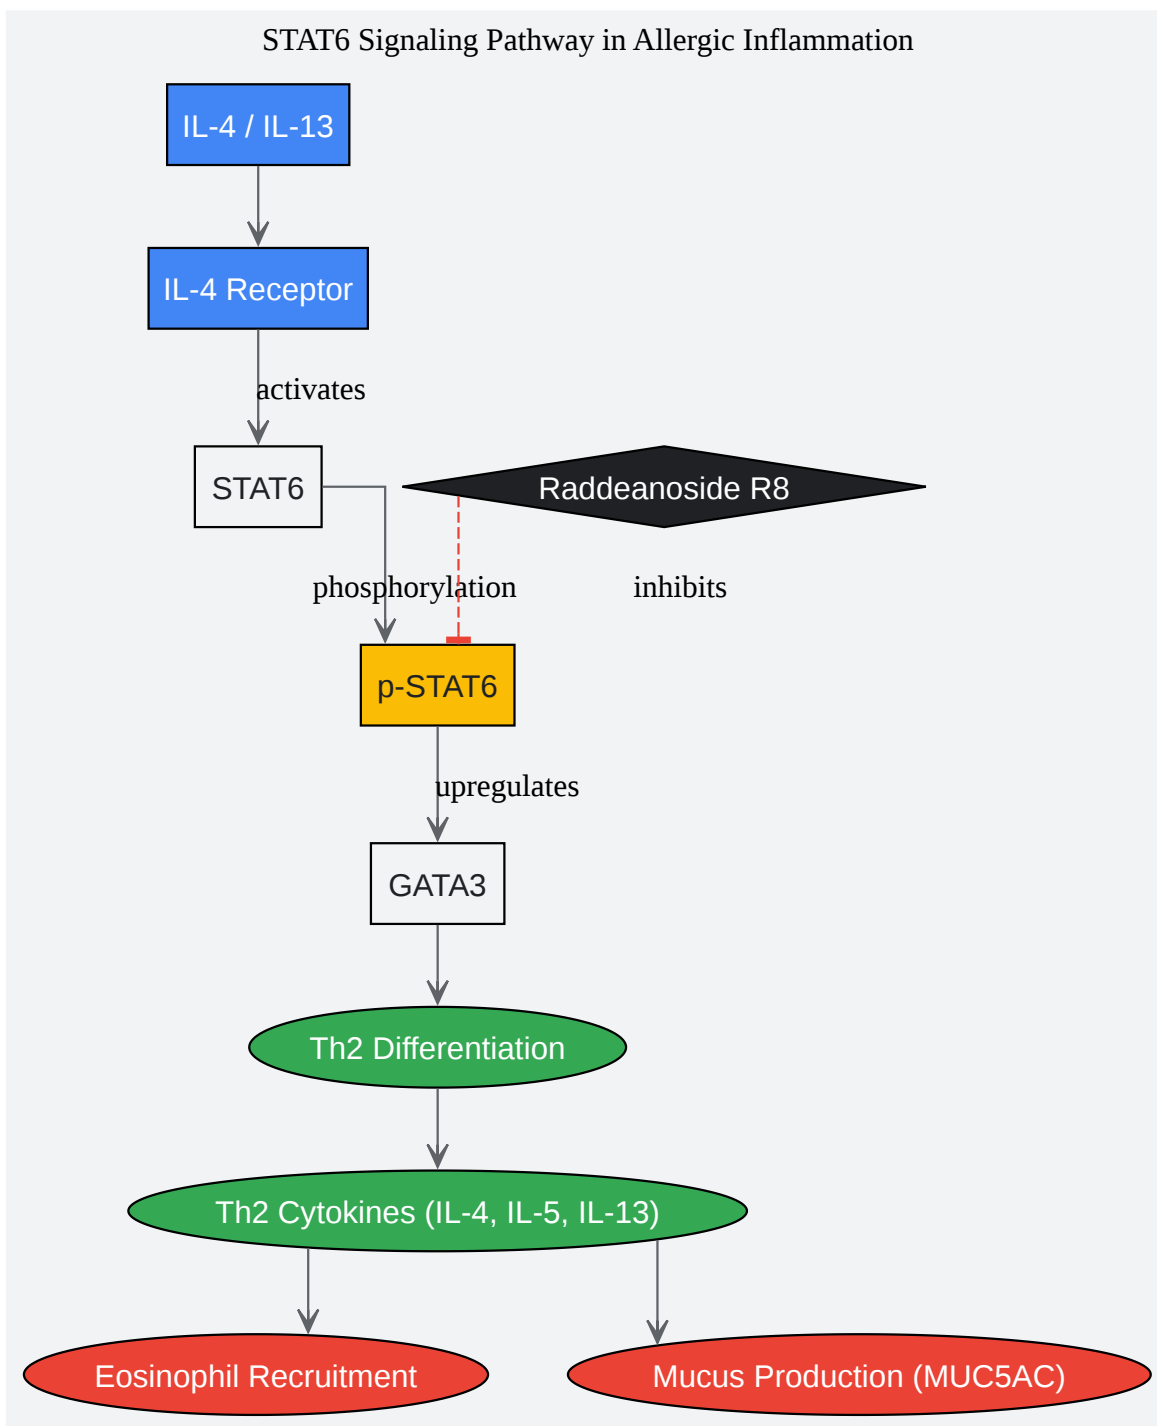 STAT6 Signaling Pathway in Allergic Inflammation
IL-4 / IL-13
IL-4 Receptor
activates
STAT6
Raddeanoside R8
phosphorylation
inhibits
p-STAT6
upregulates
GATA3
Th2 Differentiation
Th2 Cytokines (IL-4, IL-5, IL-13)
Eosinophil Recruitment
Mucus Production (MUC5AC)